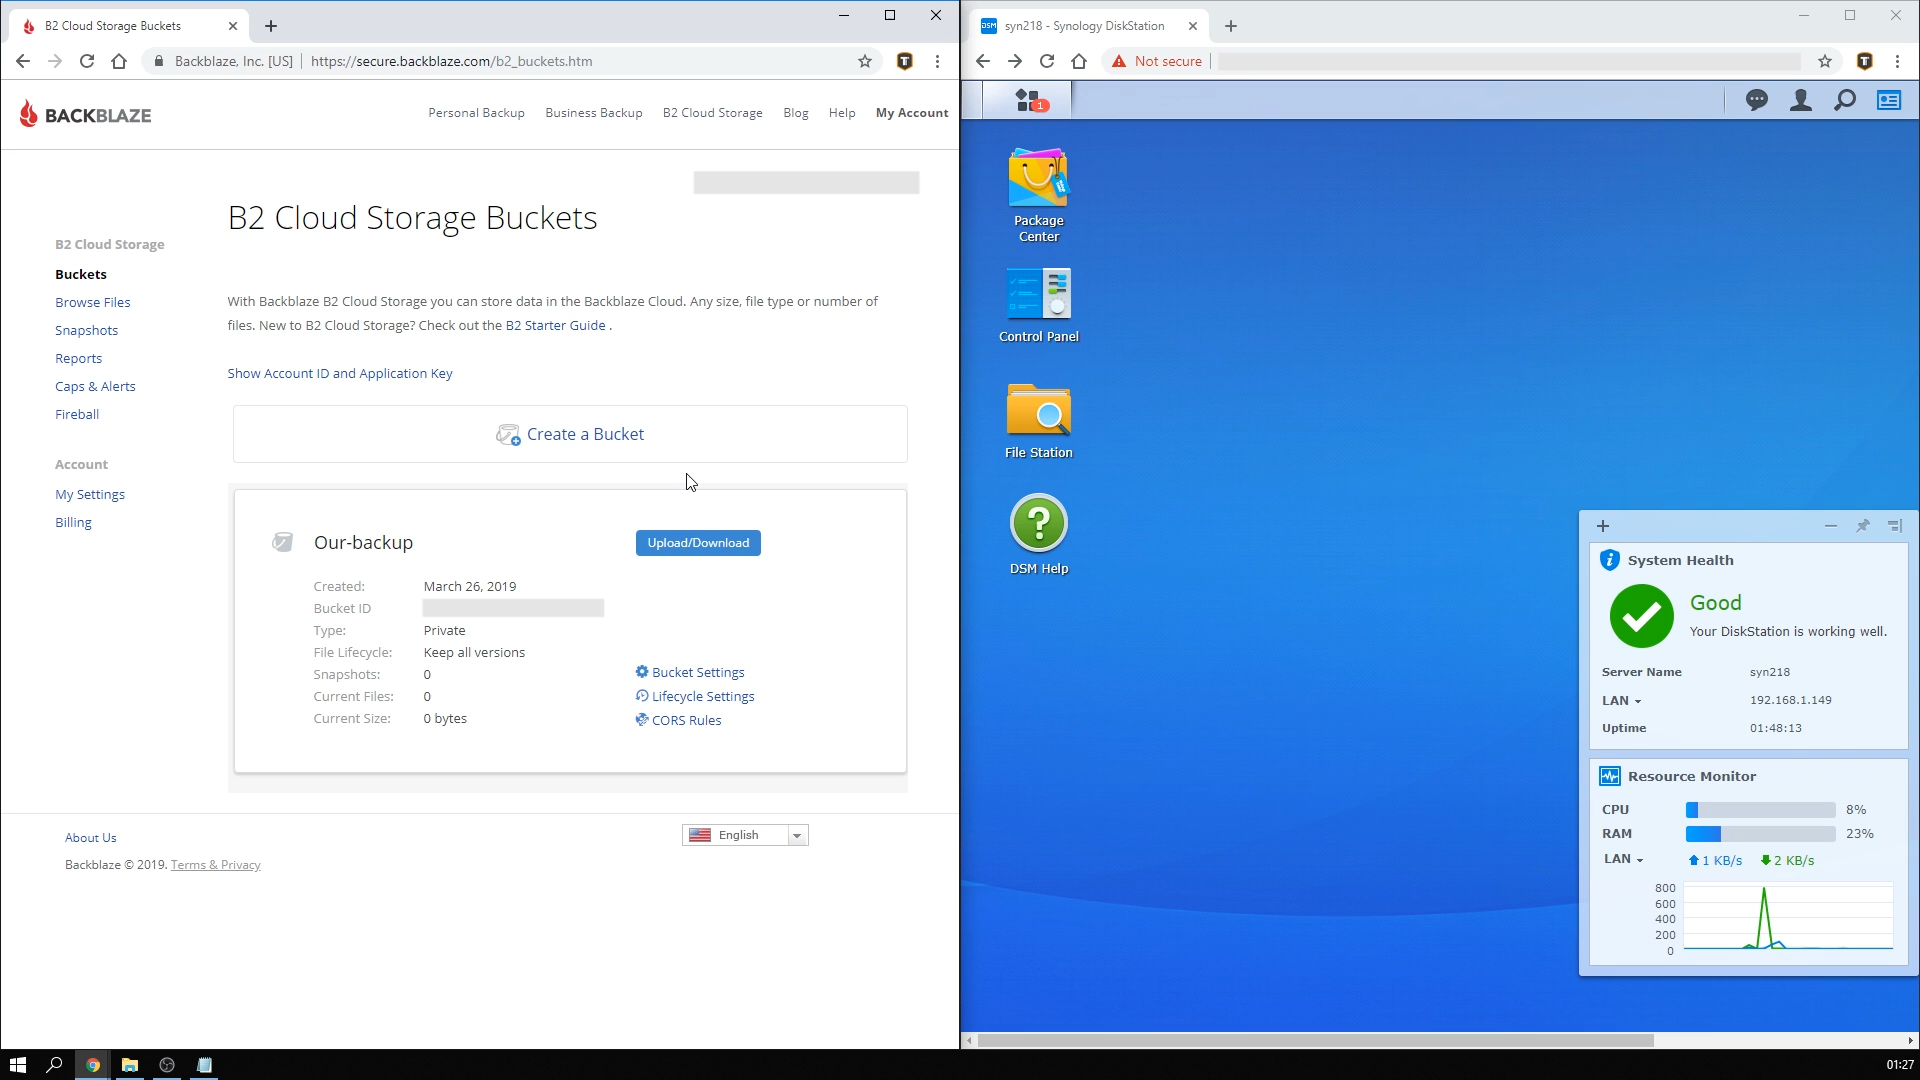 B2 Cloud Storage Buckets
Backblaze, Inc. [US]
https://secure.backblaze.com/b2_buckets.htm
BACKBLAZE
Personal Backup
Business Backup
B2 Cloud Storage
Blog
Help
My Account
B2 Cloud Storage Buckets
B2 Cloud Storage
Buckets
Browse Files
Snapshots
Reports
Caps & Alerts
Fireball
Account
My Settings
Billing
With Backblaze B2 Cloud Storage you can store data in the Backblaze Cloud. Any size, file type or number of
files. New to B2 Cloud Storage? Check out the B2 Starter Guide .
Show Account ID and Application Key
Create a Bucket
Our-backup
Upload/Download
Created: March 26, 2019
Bucket ID
Type: Private
File Lifecycle: Keep all versions
Snapshots: 0
Current Files: 0
Current Size: 0 bytes
Bucket Settings
Lifecycle Settings
CORS Rules
About Us
English
Backblaze © 2019. Terms & Privacy
DSM
syn218 - Synology DiskStation
Not secure
1
Package
Center
Control Panel
File Station
?
DSM Help
System Health
Good
Your DiskStation is working well.
Server Name syn218
LAN 192.168.1.149
Uptime 01:48:13
Resource Monitor
CPU 8%
RAM 23%
LAN 1 KB/s 2 KB/s
800
600
400
200
0
01:27